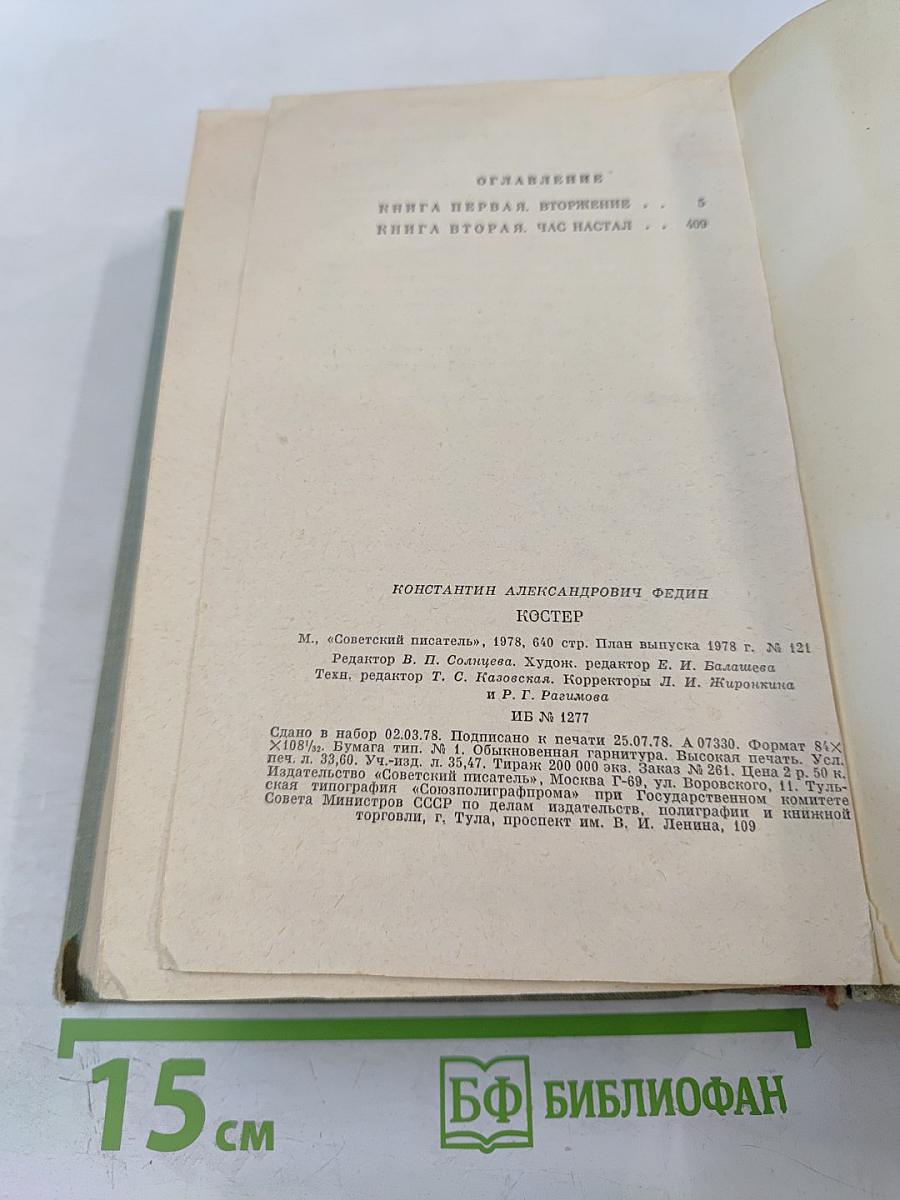 ОГЛАВЛЕНИЕ
КНИГА ПЕРВАЯ. ВТОРЖЕНИЕ . . 5
КНИГА ВТОРАЯ. ЧАС НАСТАЛ . . 409
КОНСТАНТИН АЛЕКСАНДРОВИЧ ФЕДИН
КОСТЕР
М., «Советский писатель», 1978, 640 стр. План выпуска 1978 г. № 121
Редактор В. П. Солнцева. Худож. редактор Е. И. Балашева
Техн. редактор Т. С. Казовская. Корректоры Л. И. Жиронкина
и Р. Г. Рагимова
ИБ № 1277
Сдано в набор 02.03.78. Подписано к печати 25.07.78. А 07330. Формат 84×
×108¹/₃₂. Бумага тип. № 1. Обыкновенная гарнитура. Высокая печать. Усл.
печ. л. 33,60. Уч.-изд. л. 35,47. Тираж 200 000 экз. Заказ № 261. Цена 2 р. 50 к.
Издательство «Советский писатель», Москва Г-69, ул. Воровского, 11. Туль-
ская типография «Союзполиграфпрома» при Государственном комитете
Совета Министров СССР по делам издательств, полиграфии и книжной
торговли, г. Тула, проспект им. В. И. Ленина, 109
15 см
БФ БИБЛИОФАН